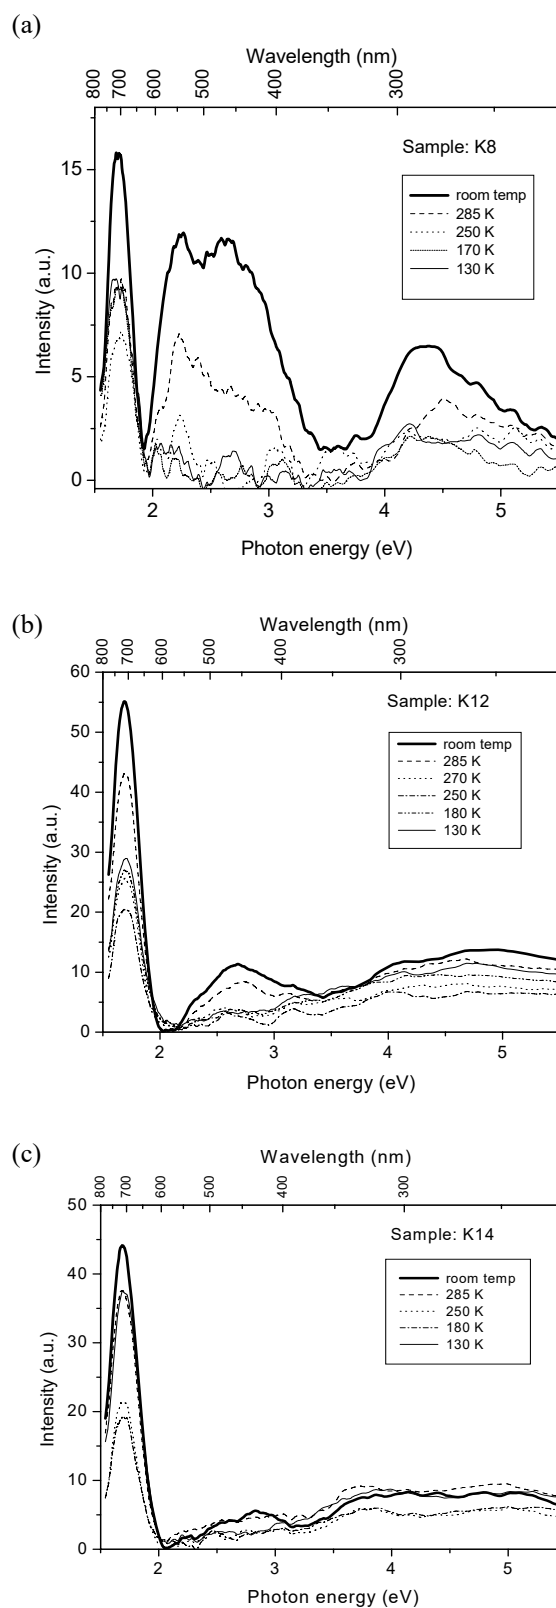 (a)
Wavelength (nm)
800 700 600 500 400 300
Sample: K8
room temp
285 K
250 K
170 K
130 K
Intensity (a.u.)
15
10
5
0
2 3 4 5
Photon energy (eV)
(b)
Wavelength (nm)
800 700 600 500 400 300
Sample: K12
room temp
285 K
270 K
250 K
180 K
130 K
Intensity (a.u.)
60
50
40
30
20
10
0
2 3 4 5
Photon energy (eV)
(c)
Wavelength (nm)
800 700 600 500 400 300
Sample: K14
room temp
285 K
250 K
180 K
130 K
Intensity (a.u.)
50
40
30
20
10
0
2 3 4 5
Photon energy (eV)